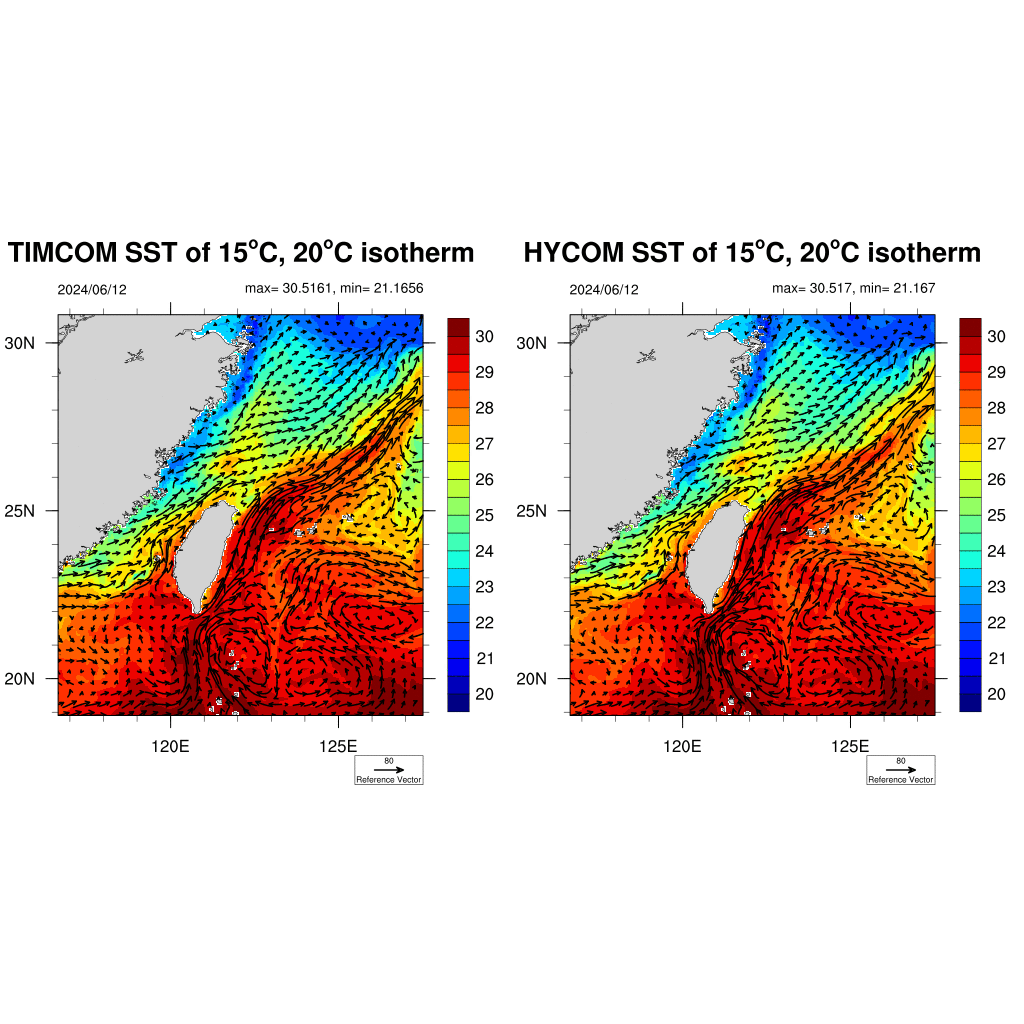 TIMCOM SST of 15°C, 20°C isotherm
2024/06/12
max= 30.5161, min= 21.1656
30N
25N
20N
120E
125E
30
29
28
27
26
25
24
23
22
21
20
80
Reference Vector
HYCOM SST of 15°C, 20°C isotherm
2024/06/12
max= 30.517, min= 21.167
30N
25N
20N
120E
125E
30
29
28
27
26
25
24
23
22
21
20
80
Reference Vector